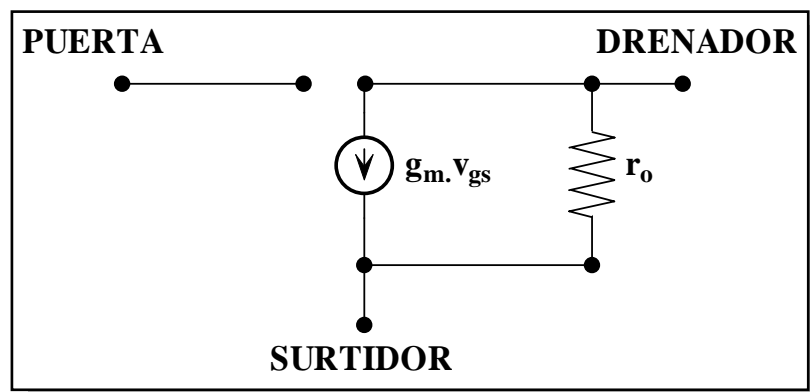 PUERTA
DRENADOR
gm.vgs
ro
SURTIDOR